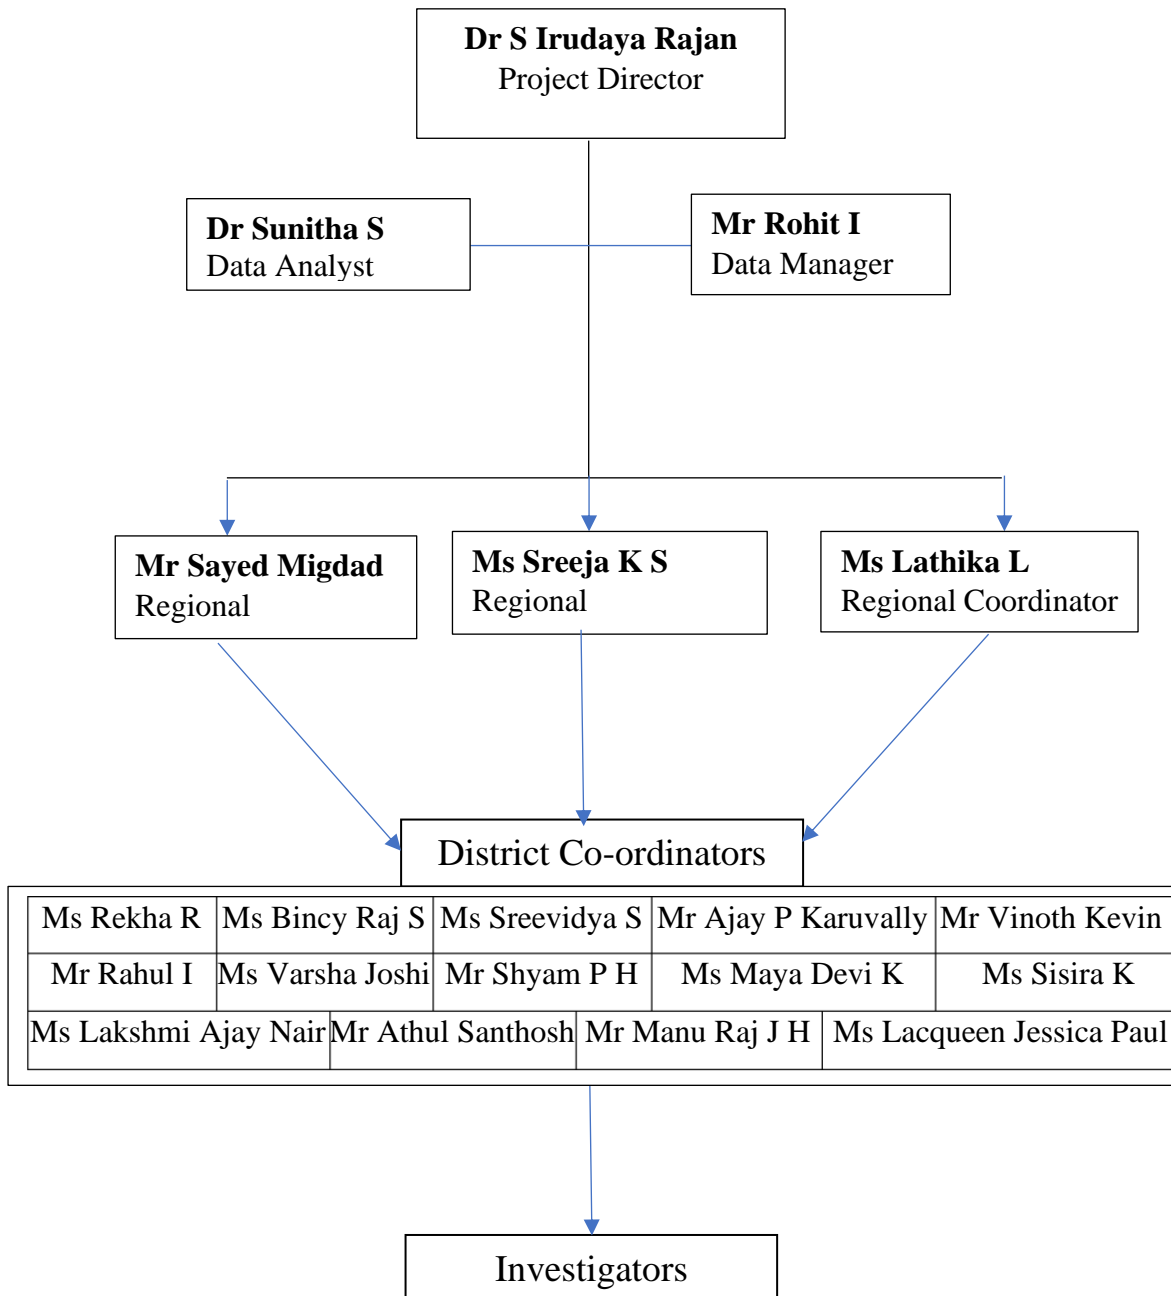 Dr S Irudaya Rajan
Project Director
Dr Sunitha S
Data Analyst
Mr Rohit I
Data Manager
Mr Sayed Migdad
Regional
Ms Sreeja K S
Regional
Ms Lathika L
Regional Coordinator
District Co-ordinators
Ms Rekha R Ms Bincy Raj S Ms Sreevidya S Mr Ajay P Karuvally Mr Vinoth Kevin
Mr Rahul I Ms Varsha Joshi Mr Shyam P H Ms Maya Devi K Ms Sisira K
Ms Lakshmi Ajay Nair Mr Athul Santhosh Mr Manu Raj J H Ms Lacqueen Jessica Paul
Investigators